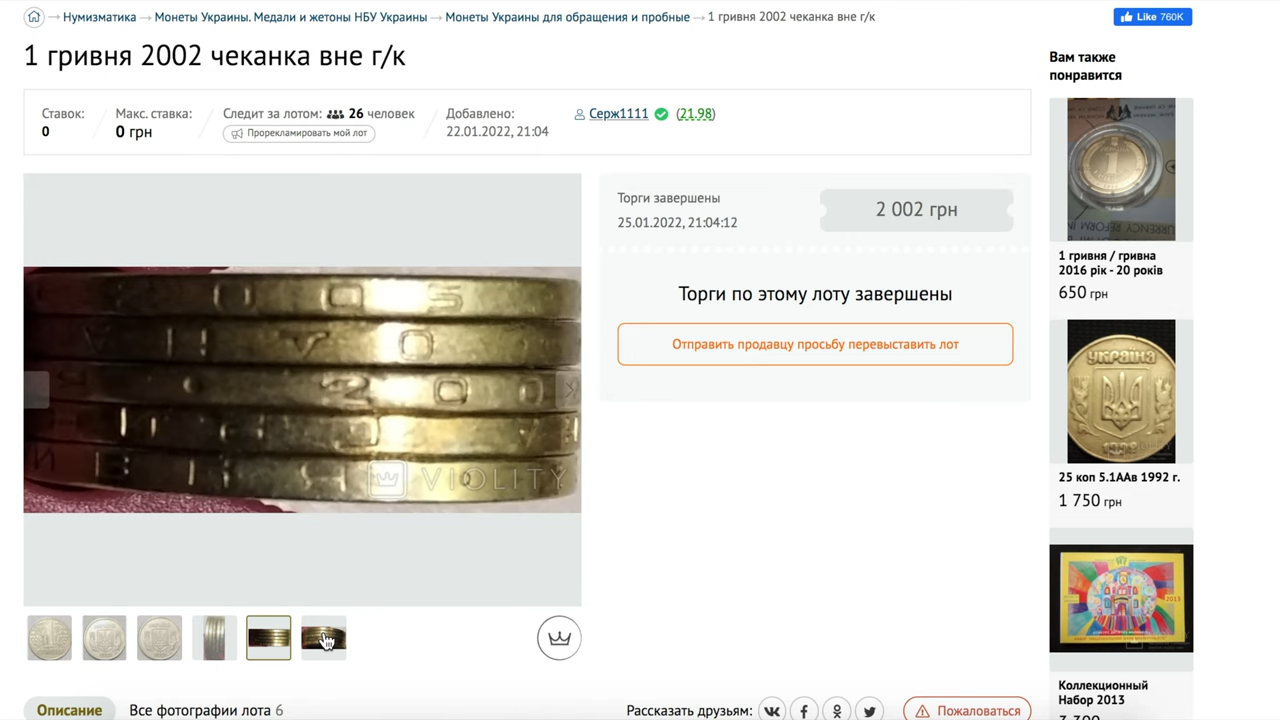 Нумизматика → Монеты Украины. Медали и жетоны НБУ Украины → Монеты Украины для обращения и пробные → 1 гривня 2002 чеканка вне г/к
Like 760K
1 гривня 2002 чеканка вне г/к
Ставок:
0
Макс. ставка:
0 грн
Следит за лотом: 26 человек
Прорекламировать мой лот
Добавлено:
22.01.2022, 21:04
Серж1111 (21.98)
VIOLITY
Торги завершены
25.01.2022, 21:04:12
2 002 грн
Торги по этому лоту завершены
Отправить продавцу просьбу перевыставить лот
Описание
Все фотографии лота 6
Рассказать друзьям:
Пожаловаться
Вам также
понравится
1 гривня / гривна
2016 рік - 20 років
650 грн
25 коп 5.1ААв 1992 г.
1 750 грн
Коллекционный
Набор 2013